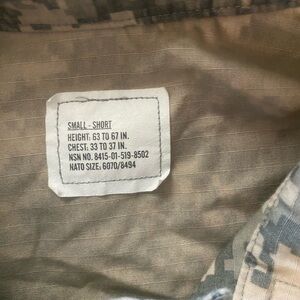 SMALL - SHORT
HEIGHT: 63 TO 67 IN.
CHEST: 33 TO 37 IN.
NSN NO. 8415-01-519-8502
NATO SIZE: 6070/8494